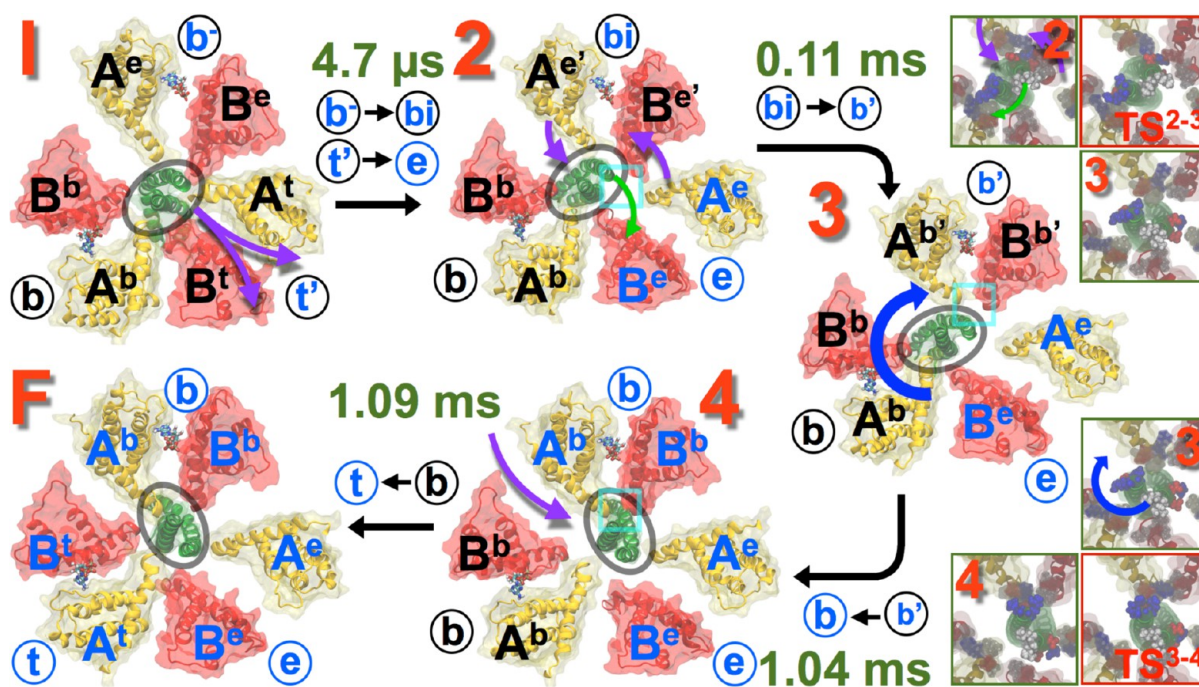 I
b⁻
Aᵉ
Bᵉ
Bᵇ
Aᵗ
b
Aᵇ
Bᵗ
t’
4.7 µs
b⁻ → bi
t’ → e
2
bi
Aᵉ’
Bᵉ’
Bᵇ
Aᵉ
Aᵇ
Bᵉ
e
0.11 ms
bi → b’
2
TS²⁻³
3
3
b’
Aᵇ’
Bᵇ’
Bᵇ
Aᵉ
b
Aᵇ
Bᵉ
e
3
4
TS³⁻⁴
b ← b’
1.04 ms
4
b
Aᵇ
Bᵇ
Bᵇ
Aᵉ
b
Aᵇ
Bᵉ
e
1.09 ms
t ← b
F
b
Aᵇ
Bᵇ
Bᵗ
Aᵉ
t
Aᵗ
Bᵉ
e